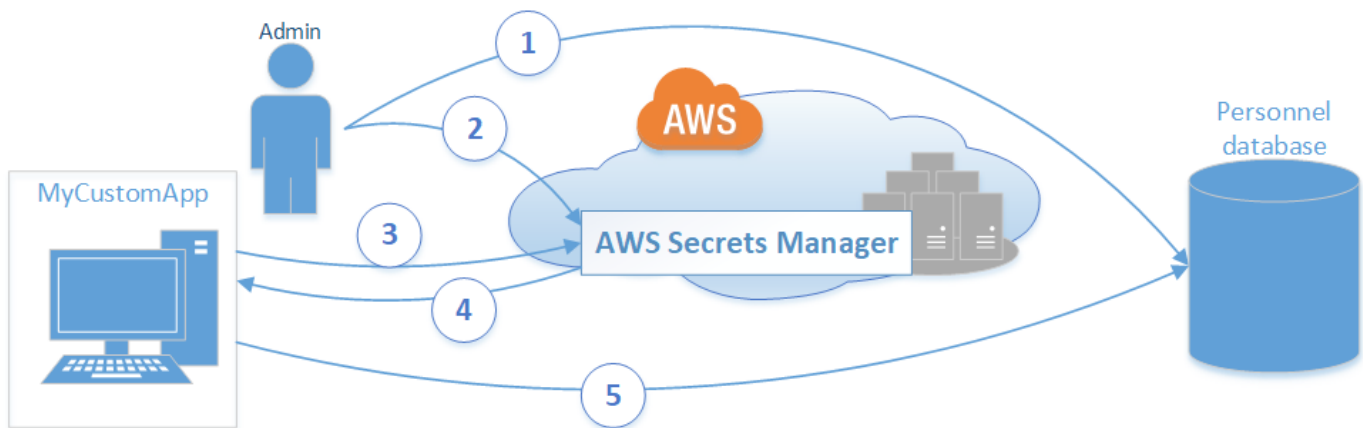 Admin
1
AWS
2
Personnel
database
MyCustomApp
3
AWS Secrets Manager
4
5